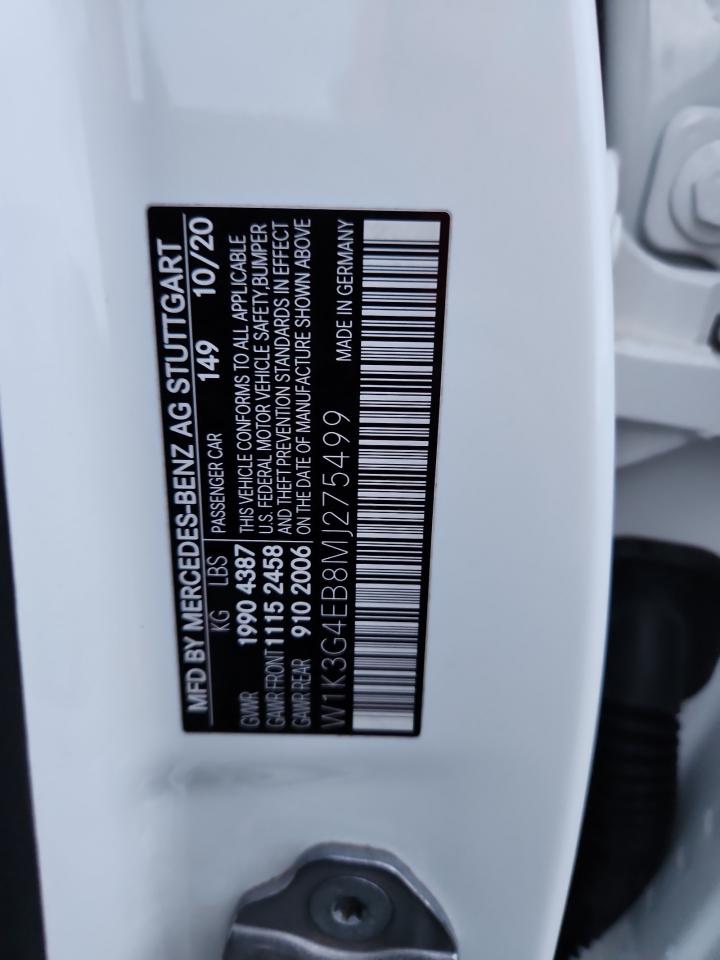 MFD BY MERCEDES-BENZ AG STUTTGART
KG LBS PASSENGER CAR 149 10/20
GVWR 1990 4387 THIS VEHICLE CONFORMS TO ALL APPLICABLE
GAWR FRONT 1115 2458 U.S. FEDERAL MOTOR VEHICLE SAFETY,BUMPER
GAWR REAR 910 2006 AND THEFT PREVENTION STANDARDS IN EFFECT
ON THE DATE OF MANUFACTURE SHOWN ABOVE
W1K3G4EB8MJ275499 MADE IN GERMANY